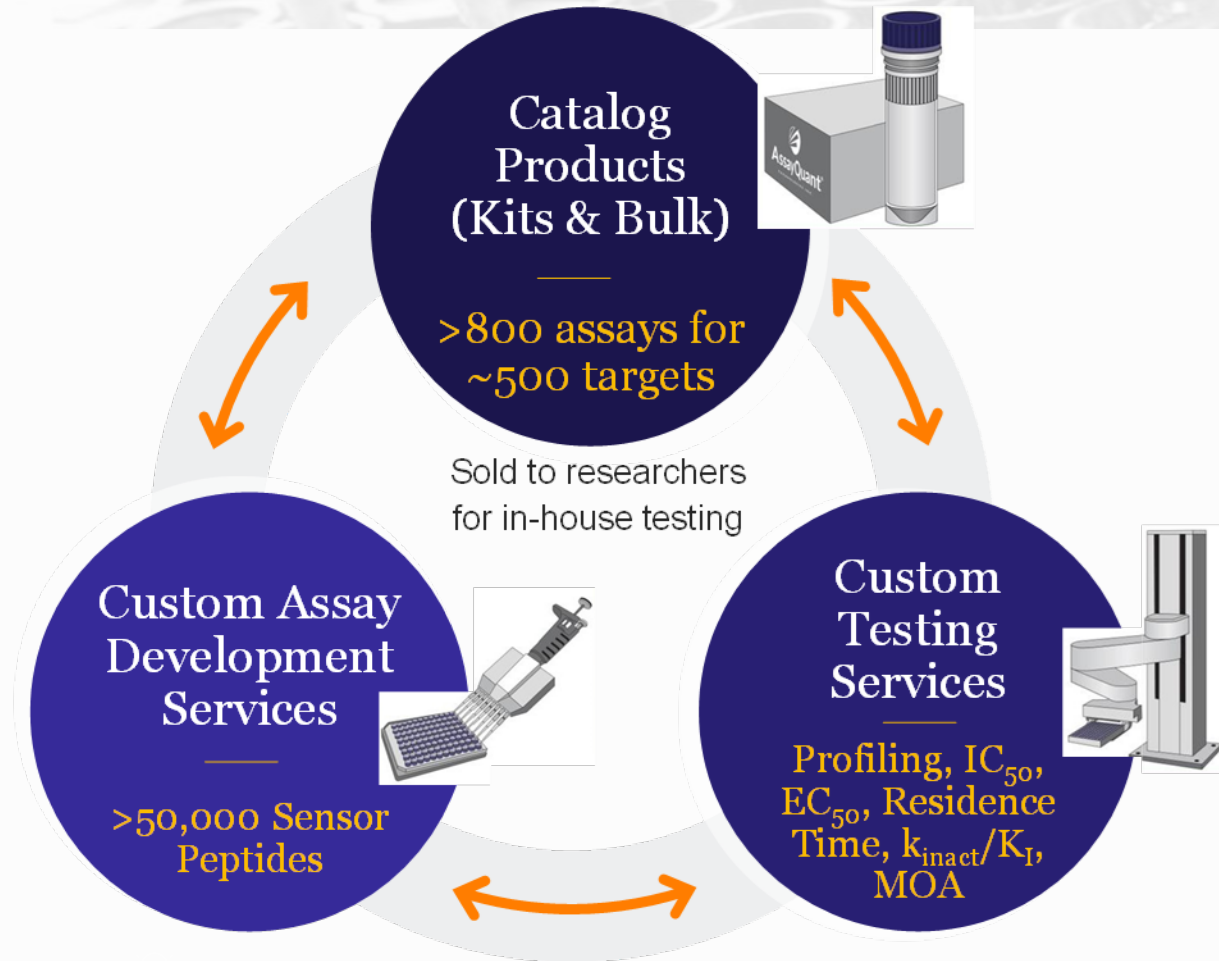 Catalog
Products
(Kits & Bulk)
>800 assays for
~500 targets
AssayQuant
Sold to researchers
for in-house testing
Custom Assay
Development
Services
>50,000 Sensor
Peptides
Custom
Testing
Services
Profiling, IC₅₀,
EC₅₀, Residence
Time, kᵢₙₐcₜ/K_I,
MOA